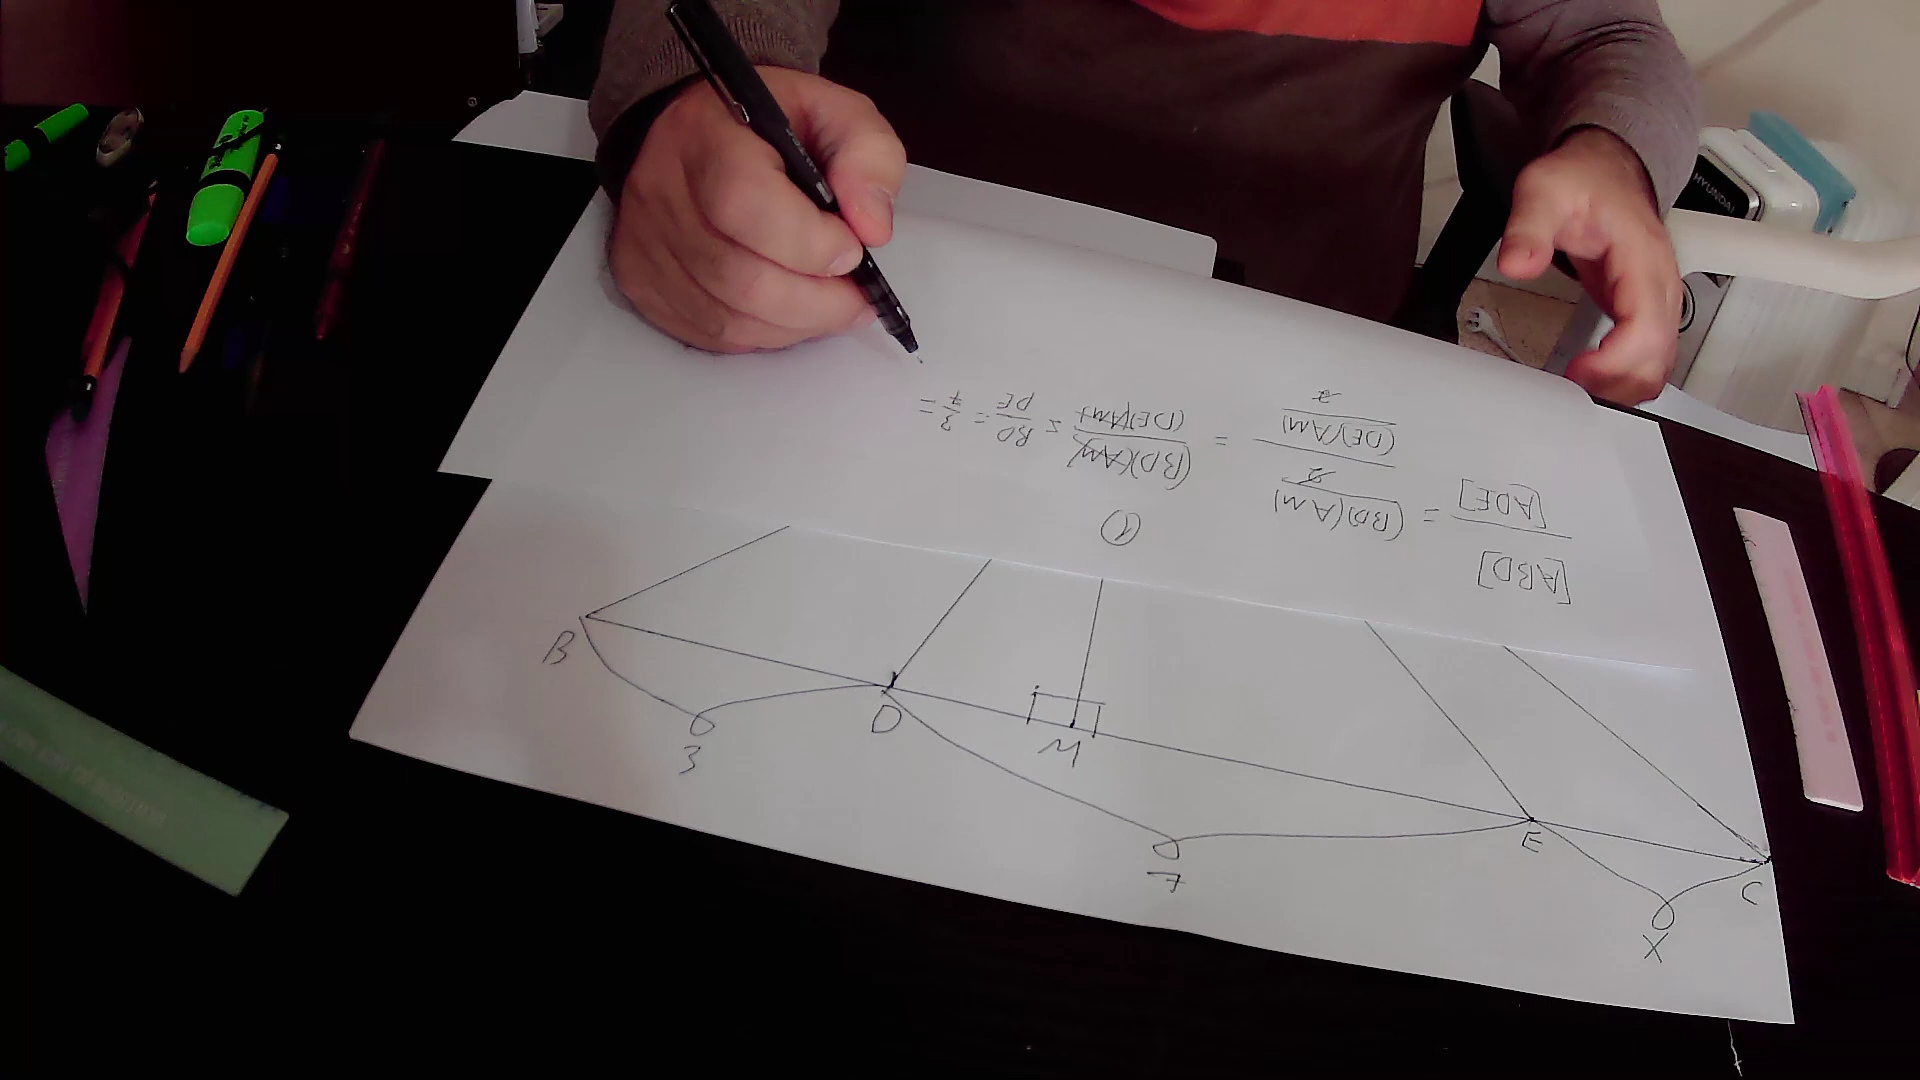 [ABD]/[ADE] = ((BD)(AM)/2)/((DE)(AM)/2) = (BD)(AM)/(DE)(AM) = BD/DE = 3/7 =
①
B
D
M
E
C
3
7
X
HYUNDAI